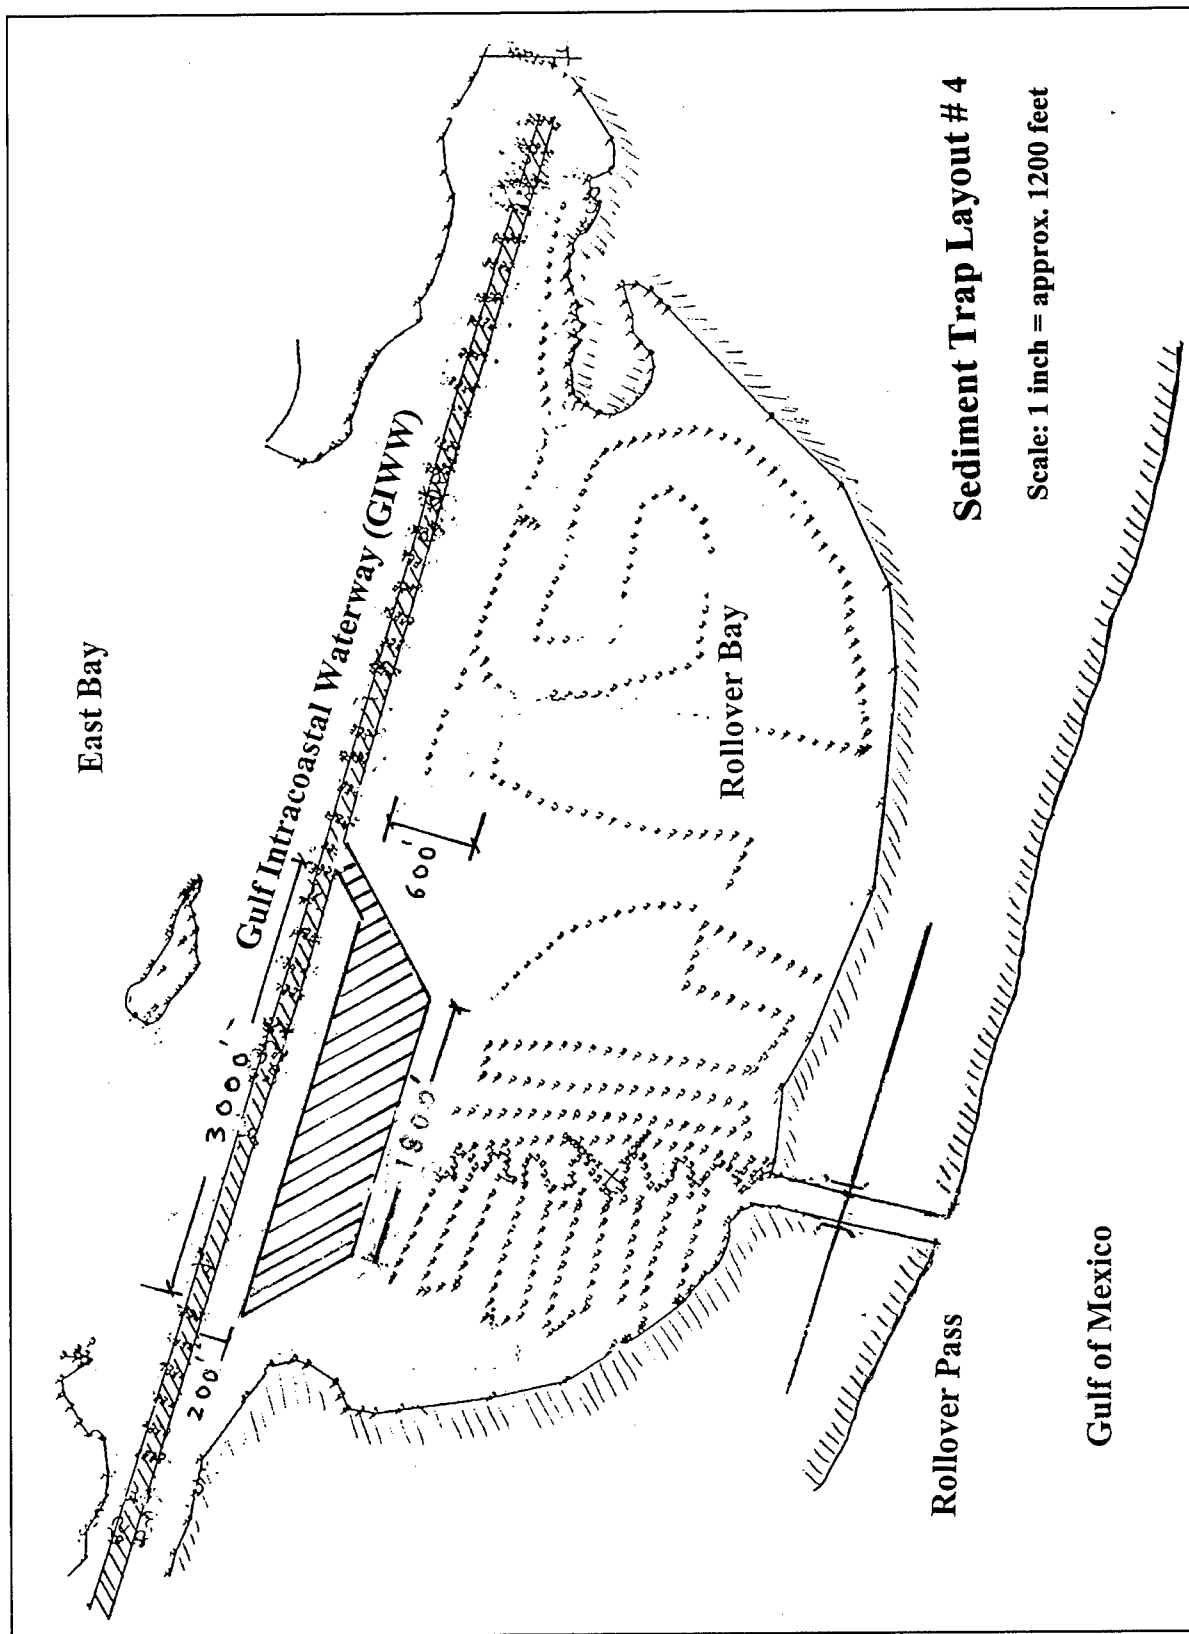 East Bay
Gulf Intracoastal Waterway (GIWW)
3000'
200'
600'
1800'
Rollover Bay
Rollover Pass
Gulf of Mexico
Sediment Trap Layout # 4
Scale: 1 inch = approx. 1200 feet